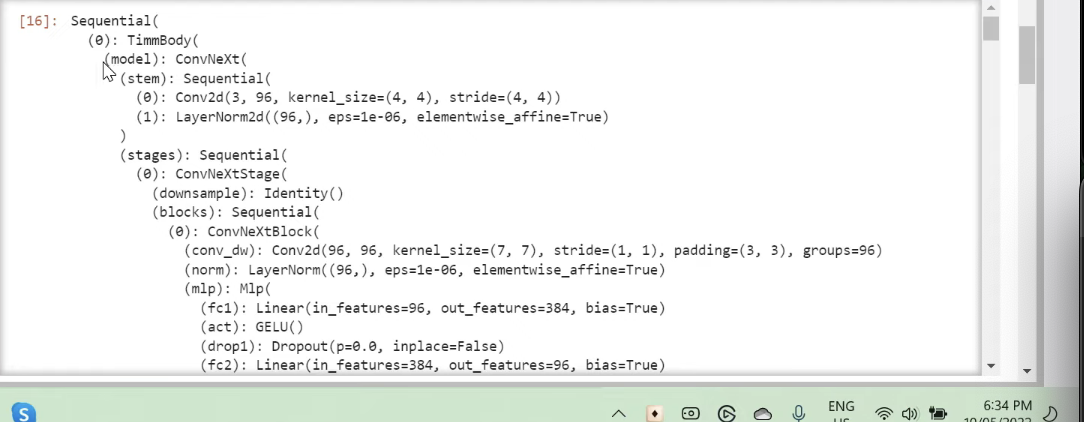 [16]: Sequential(
(0): TimmBody(
(model): ConvNeXt(
(stem): Sequential(
(0): Conv2d(3, 96, kernel_size=(4, 4), stride=(4, 4))
(1): LayerNorm2d((96,), eps=1e-06, elementwise_affine=True)
)
(stages): Sequential(
(0): ConvNeXtStage(
(downsample): Identity()
(blocks): Sequential(
(0): ConvNeXtBlock(
(conv_dw): Conv2d(96, 96, kernel_size=(7, 7), stride=(1, 1), padding=(3, 3), groups=96)
(norm): LayerNorm((96,), eps=1e-06, elementwise_affine=True)
(mlp): Mlp(
(fc1): Linear(in_features=96, out_features=384, bias=True)
(act): GELU()
(drop1): Dropout(p=0.0, inplace=False)
(fc2): Linear(in_features=384, out_features=96, bias=True)
S
ENG
6:34 PM